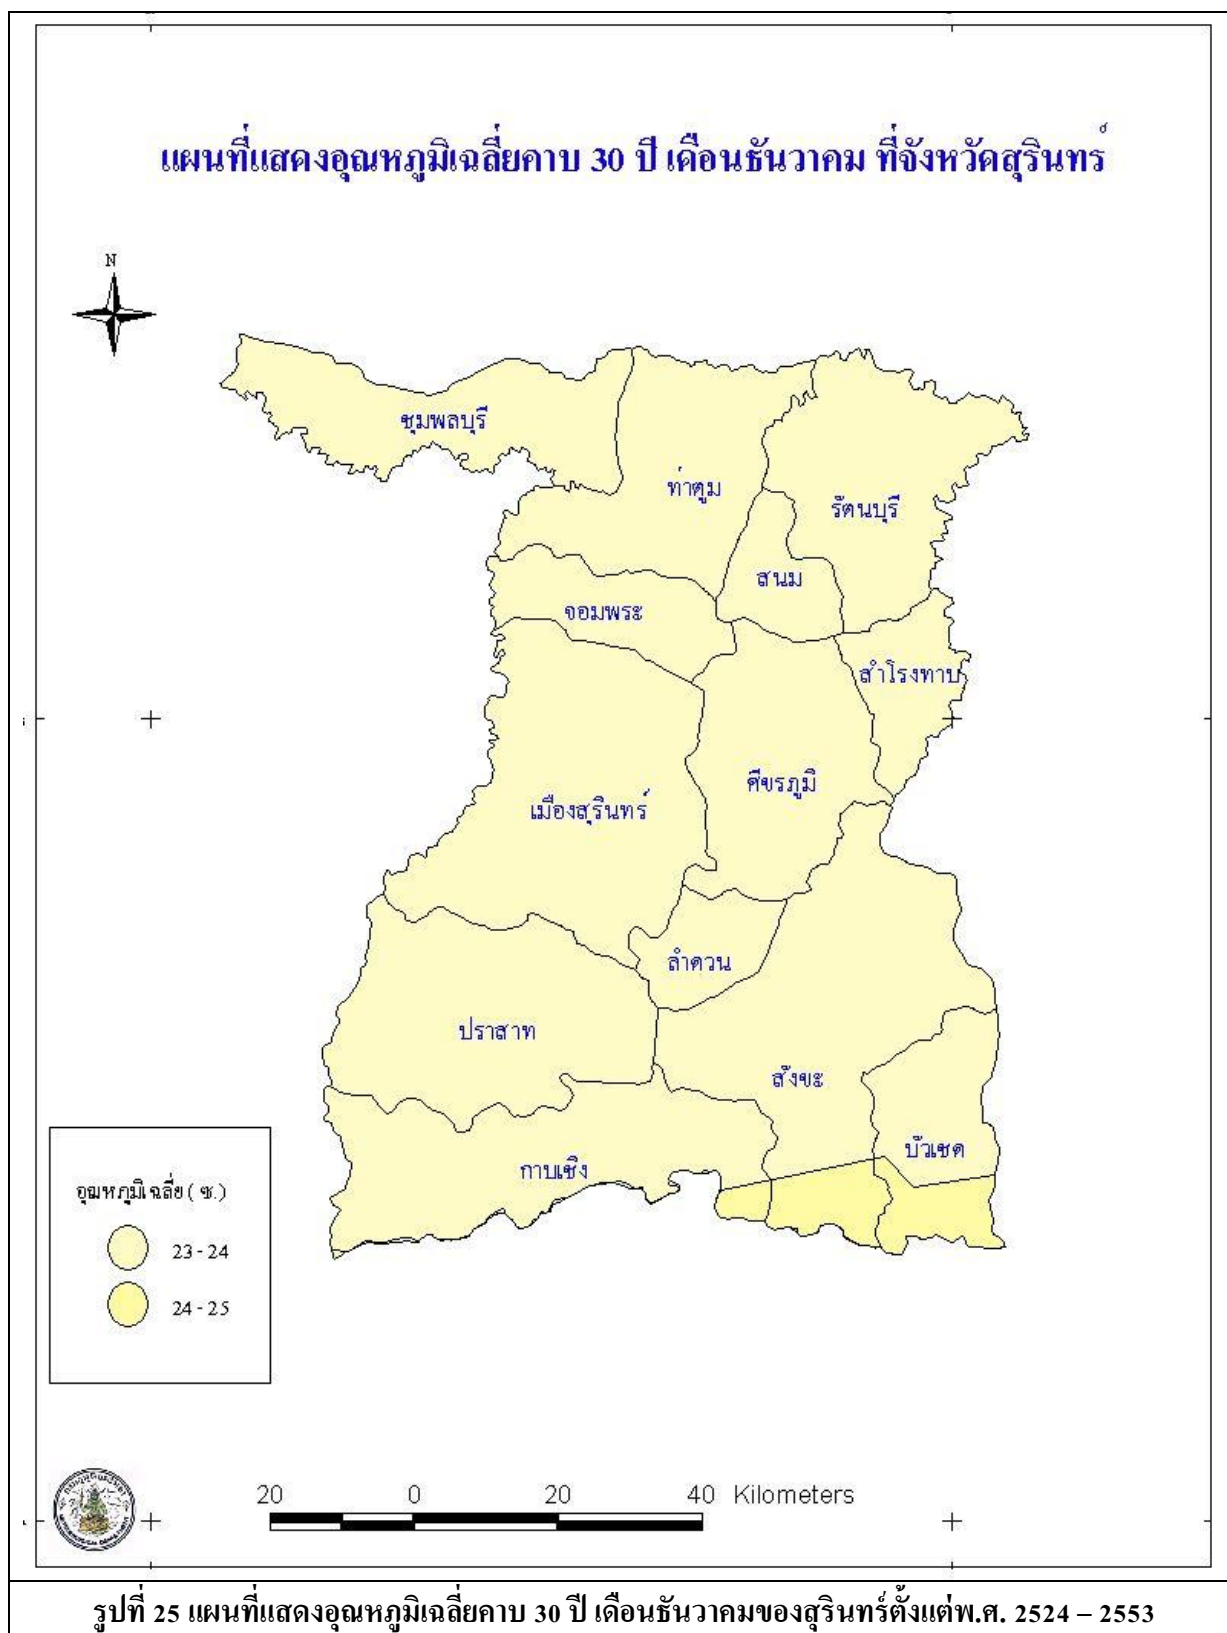 แผนที่แสดงอุณหภูมิเฉลี่ยคาบ 30 ปี เดือนธันวาคม ที่จังหวัดสุรินทร์
N
ชุมพลบุรี
ท่าตูม
รัตนบุรี
สนม
จอมพระ
สำโรงทาบ
ศีขรภูมิ
เมืองสุรินทร์
ลำดวน
ปราสาท
สังขะ
บัวเชด
กาบเชิง
อุณหภูมิเฉลี่ย ( ซ.)
23 - 24
24 - 25
20 0 20 40 Kilometers
รูปที่ 25 แผนที่แสดงอุณหภูมิเฉลี่ยคาบ 30 ปี เดือนธันวาคมของสุรินทร์ตั้งแต่พ.ศ. 2524 – 2553